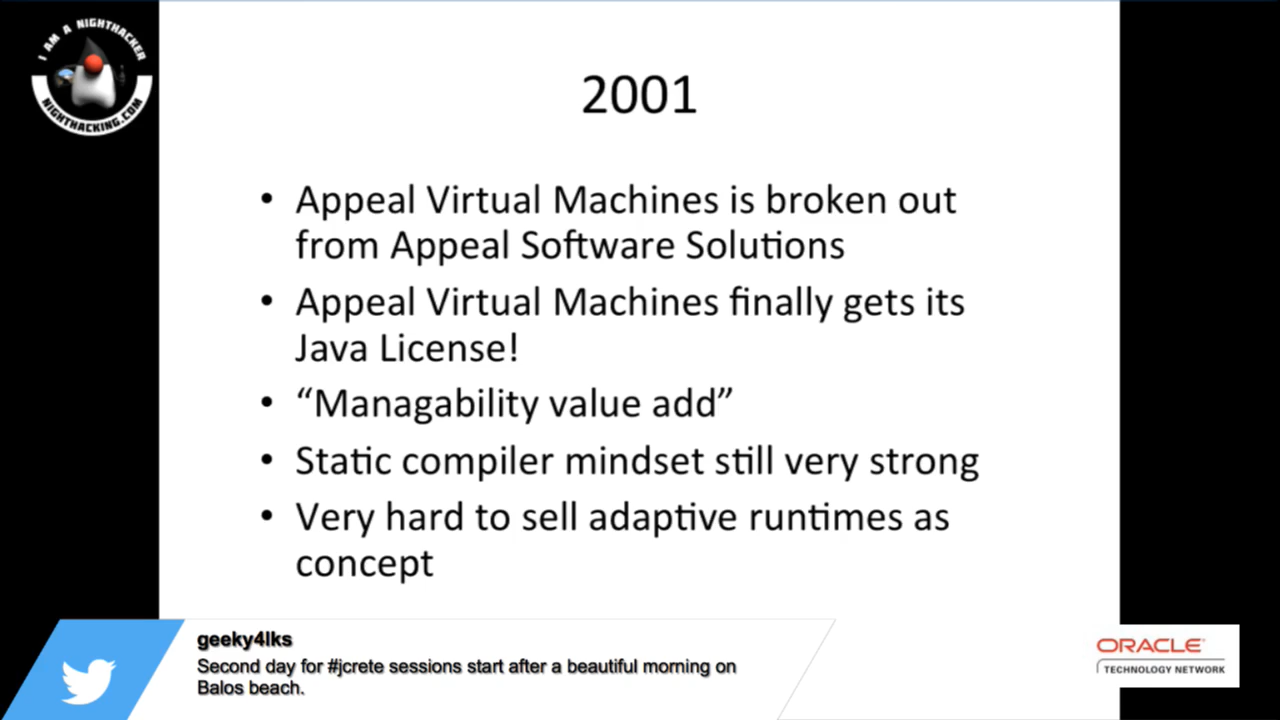 I AM A NIGHTHACKER
NIGHTHACKING.COM
2001
• Appeal Virtual Machines is broken out
from Appeal Software Solutions
• Appeal Virtual Machines finally gets its
Java License!
• “Managability value add”
• Static compiler mindset still very strong
• Very hard to sell adaptive runtimes as
concept
geeky4lks
Second day for #jcrete sessions start after a beautiful morning on
Balos beach.
ORACLE
TECHNOLOGY NETWORK